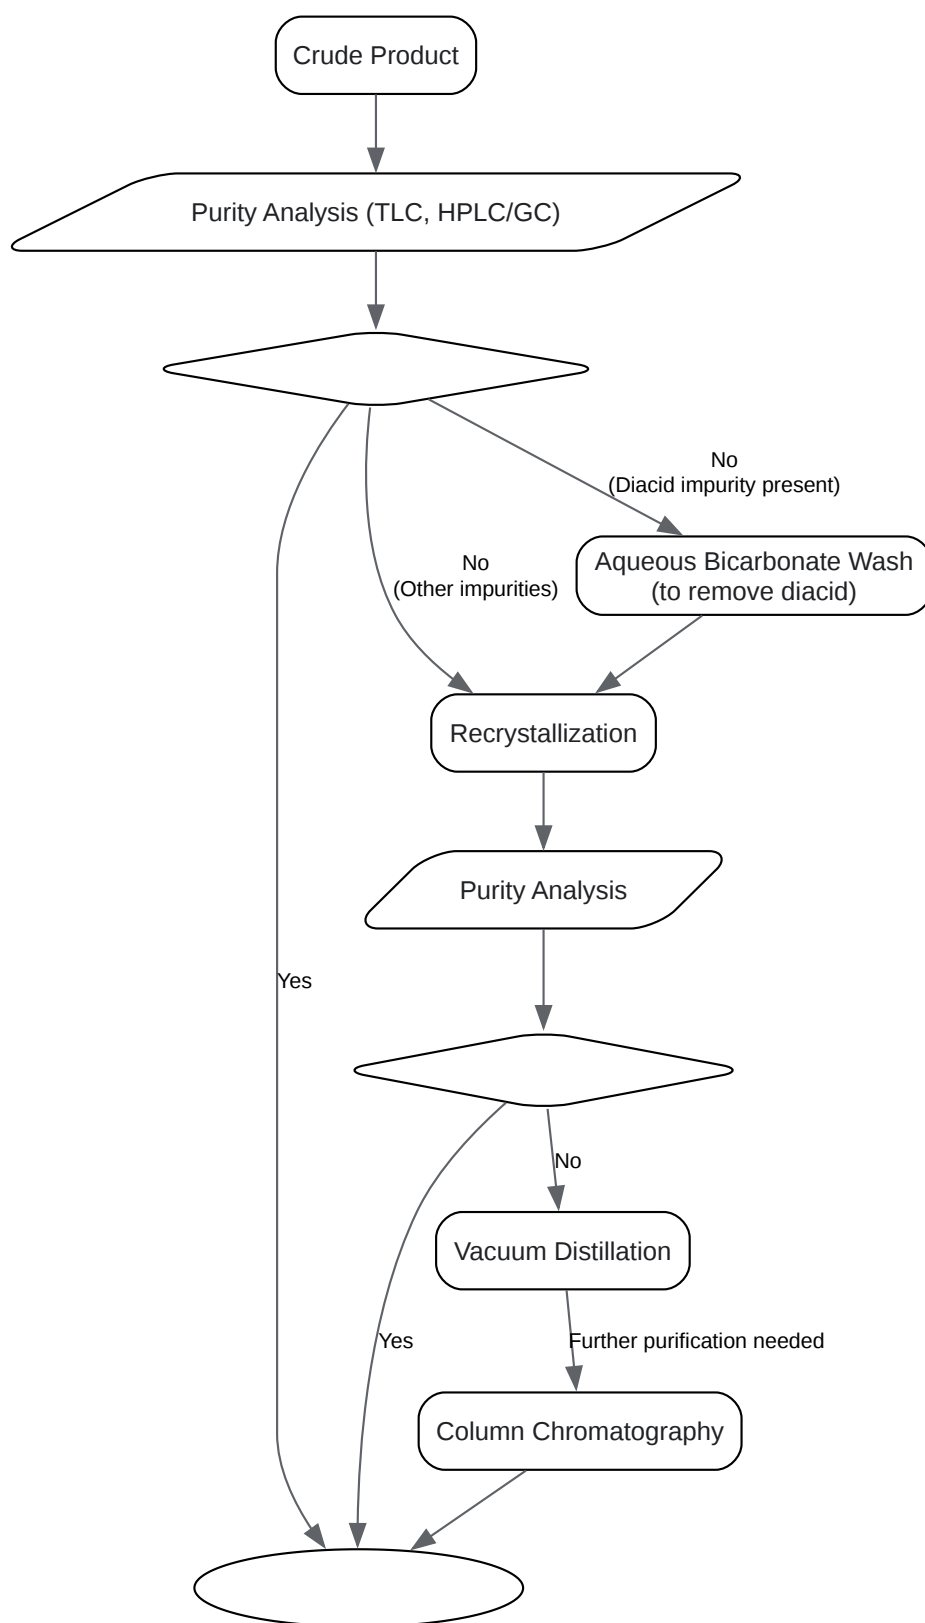 Crude Product
Purity Analysis (TLC, HPLC/GC)
No
(Diacid impurity present)
Aqueous Bicarbonate Wash
(to remove diacid)
No
(Other impurities)
Recrystallization
Purity Analysis
Yes
No
Vacuum Distillation
Yes
Further purification needed
Column Chromatography